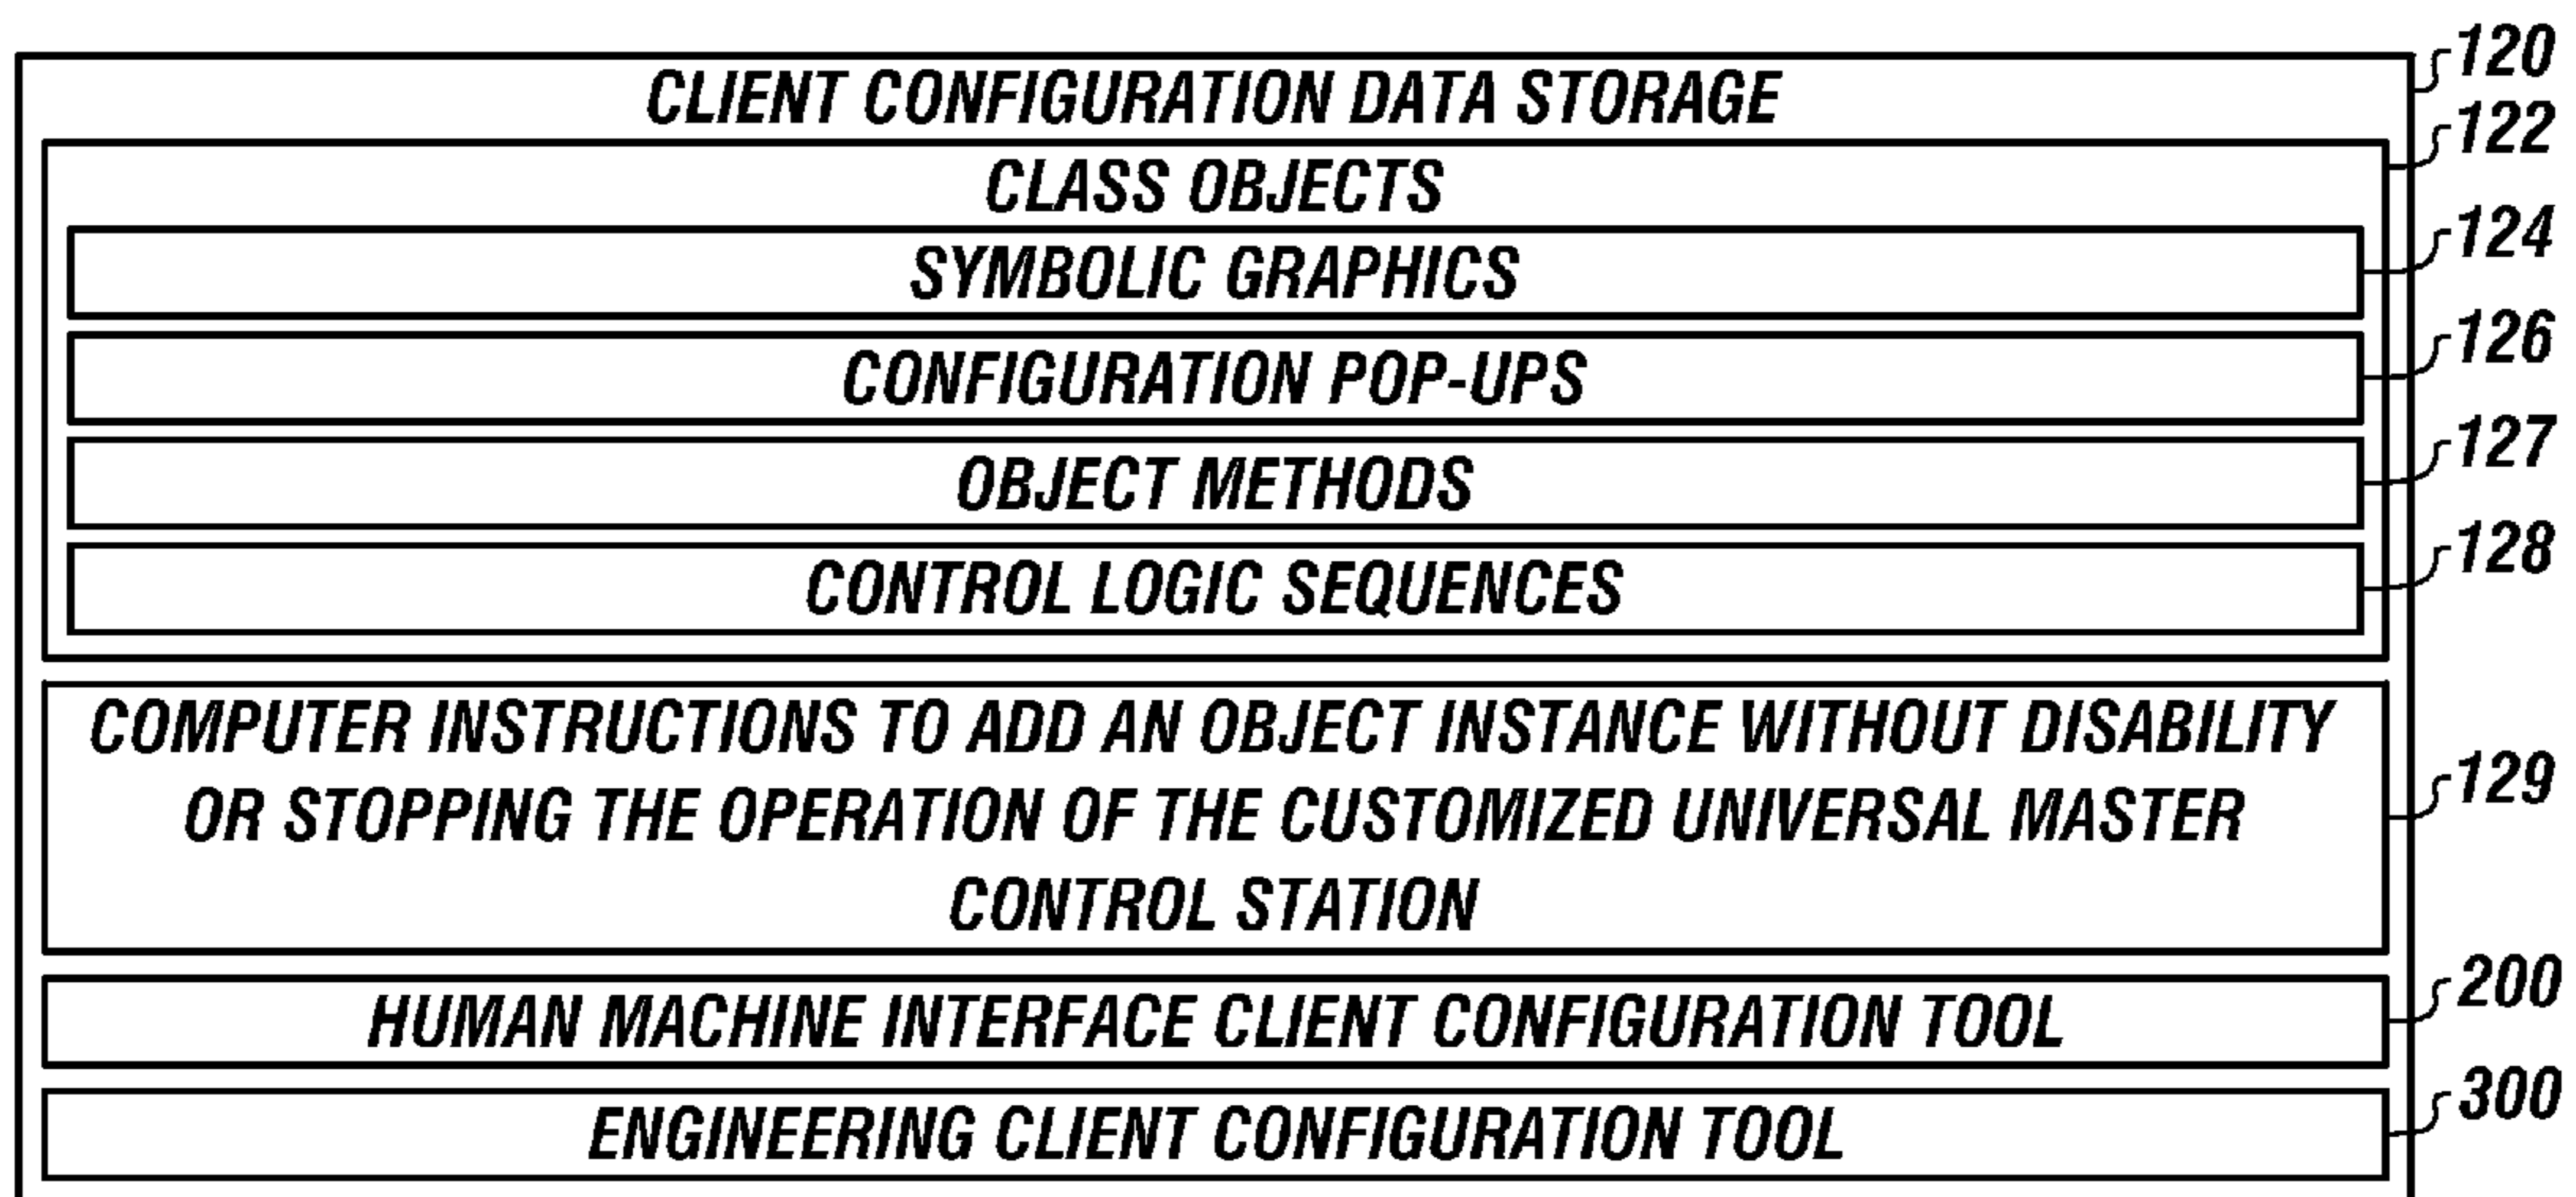 120
CLIENT CONFIGURATION DATA STORAGE
122
CLASS OBJECTS
124
SYMBOLIC GRAPHICS
126
CONFIGURATION POP-UPS
127
OBJECT METHODS
128
CONTROL LOGIC SEQUENCES
COMPUTER INSTRUCTIONS TO ADD AN OBJECT INSTANCE WITHOUT DISABILITY
OR STOPPING THE OPERATION OF THE CUSTOMIZED UNIVERSAL MASTER
CONTROL STATION
129
200
HUMAN MACHINE INTERFACE CLIENT CONFIGURATION TOOL
300
ENGINEERING CLIENT CONFIGURATION TOOL